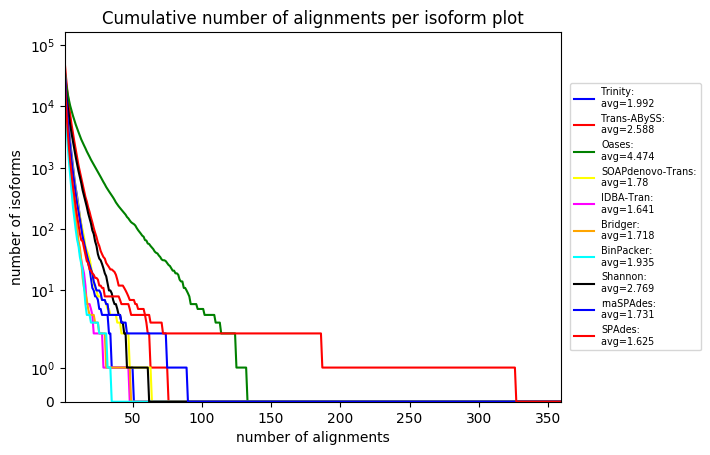 Cumulative number of alignments per isoform plot
number of isoforms
10^5
10^4
10^3
10^2
10^1
10^0
0
50
100
150
200
250
300
350
number of alignments
Trinity:
avg=1.992
Trans-ABySS:
avg=2.588
Oases:
avg=4.474
SOAPdenovo-Trans:
avg=1.78
IDBA-Tran:
avg=1.641
Bridger:
avg=1.718
BinPacker:
avg=1.935
Shannon:
avg=2.769
rnaSPAdes:
avg=1.731
SPAdes:
avg=1.625